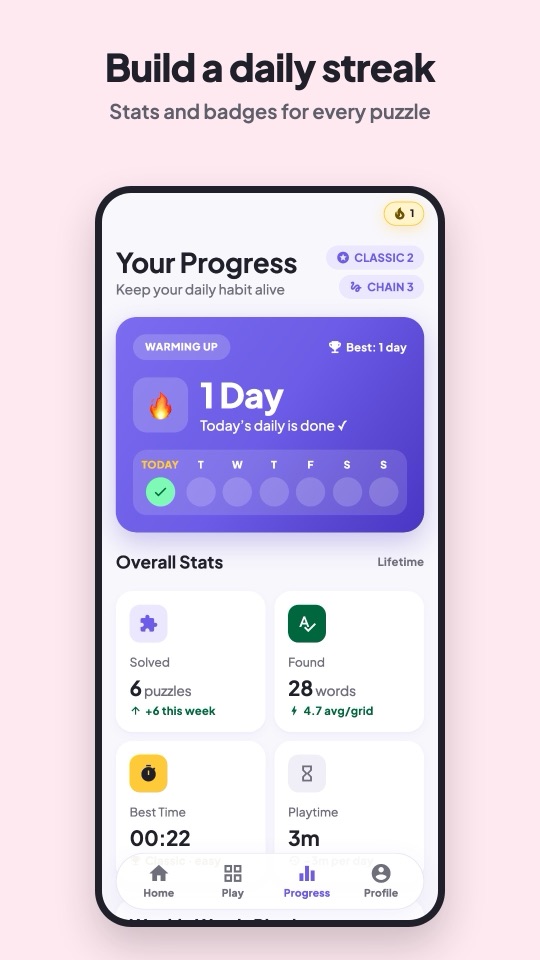 Build a daily streak
Stats and badges for every puzzle
1
Your Progress
Keep your daily habit alive
CLASSIC 2
CHAIN 3
WARMING UP
Best: 1 day
1 Day
Today's daily is done ✓
TODAY T W T F S S
Overall Stats
Lifetime
Solved
6 puzzles
↑ +6 this week
Found
28 words
4.7 avg/grid
Best Time
00:22
Classic · easy
Playtime
3m
Home
Play
Progress
Profile